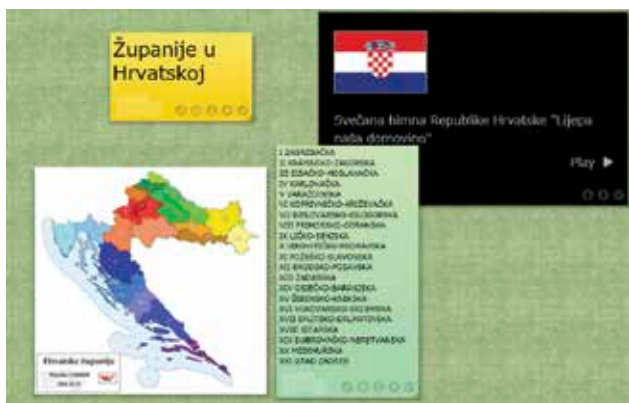 Županije u
Hrvatskoj
Svečana himna Republike Hrvatske "Lijepa
naša domovino"
Play
I ZAGREBAČKA
II KRAPINSKO-ZAGORSKA
III SISAČKO-MOSLAVAČKA
IV KARLOVAČKA
V VARAŽDINSKA
VI KOPRIVNIČKO-KRIŽEVAČKA
VII BJELOVARSKO-BILOGORSKA
VIII PRIMORSKO-GORANSKA
IX LIČKO-SENJSKA
X VIROVITIČKO-PODRAVSKA
XI POŽEŠKO-SLAVONSKA
XII BRODSKO-POSAVSKA
XIII ZADARSKA
XIV OSJEČKO-BARANJSKA
XV ŠIBENSKO-KNINSKA
XVI VUKOVARSKO-SRIJEMSKA
XVII SPLITSKO-DALMATINSKA
XVIII ISTARSKA
XIX DUBROVAČKO-NERETVANSKA
XX MEĐIMURSKA
XXI GRAD ZAGREB
Hrvatske županije